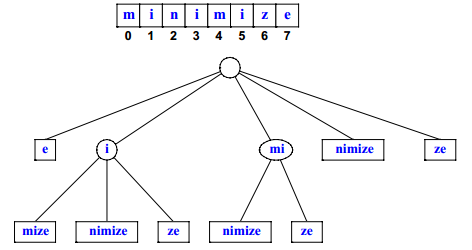 m i n i m i z e
0 1 2 3 4 5 6 7
e i mi nimize ze
mize nimize ze nimize ze